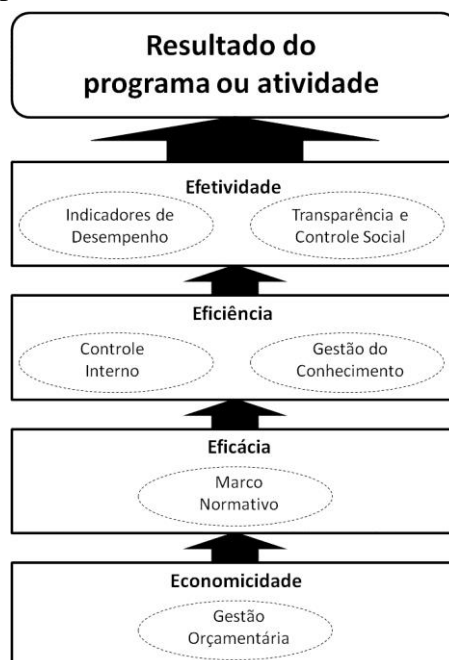 Resultado do
programa ou atividade
Efetividade
Indicadores de
Desempenho
Transparência e
Controle Social
Eficiência
Controle
Interno
Gestão do
Conhecimento
Eficácia
Marco
Normativo
Economicidade
Gestão
Orçamentária